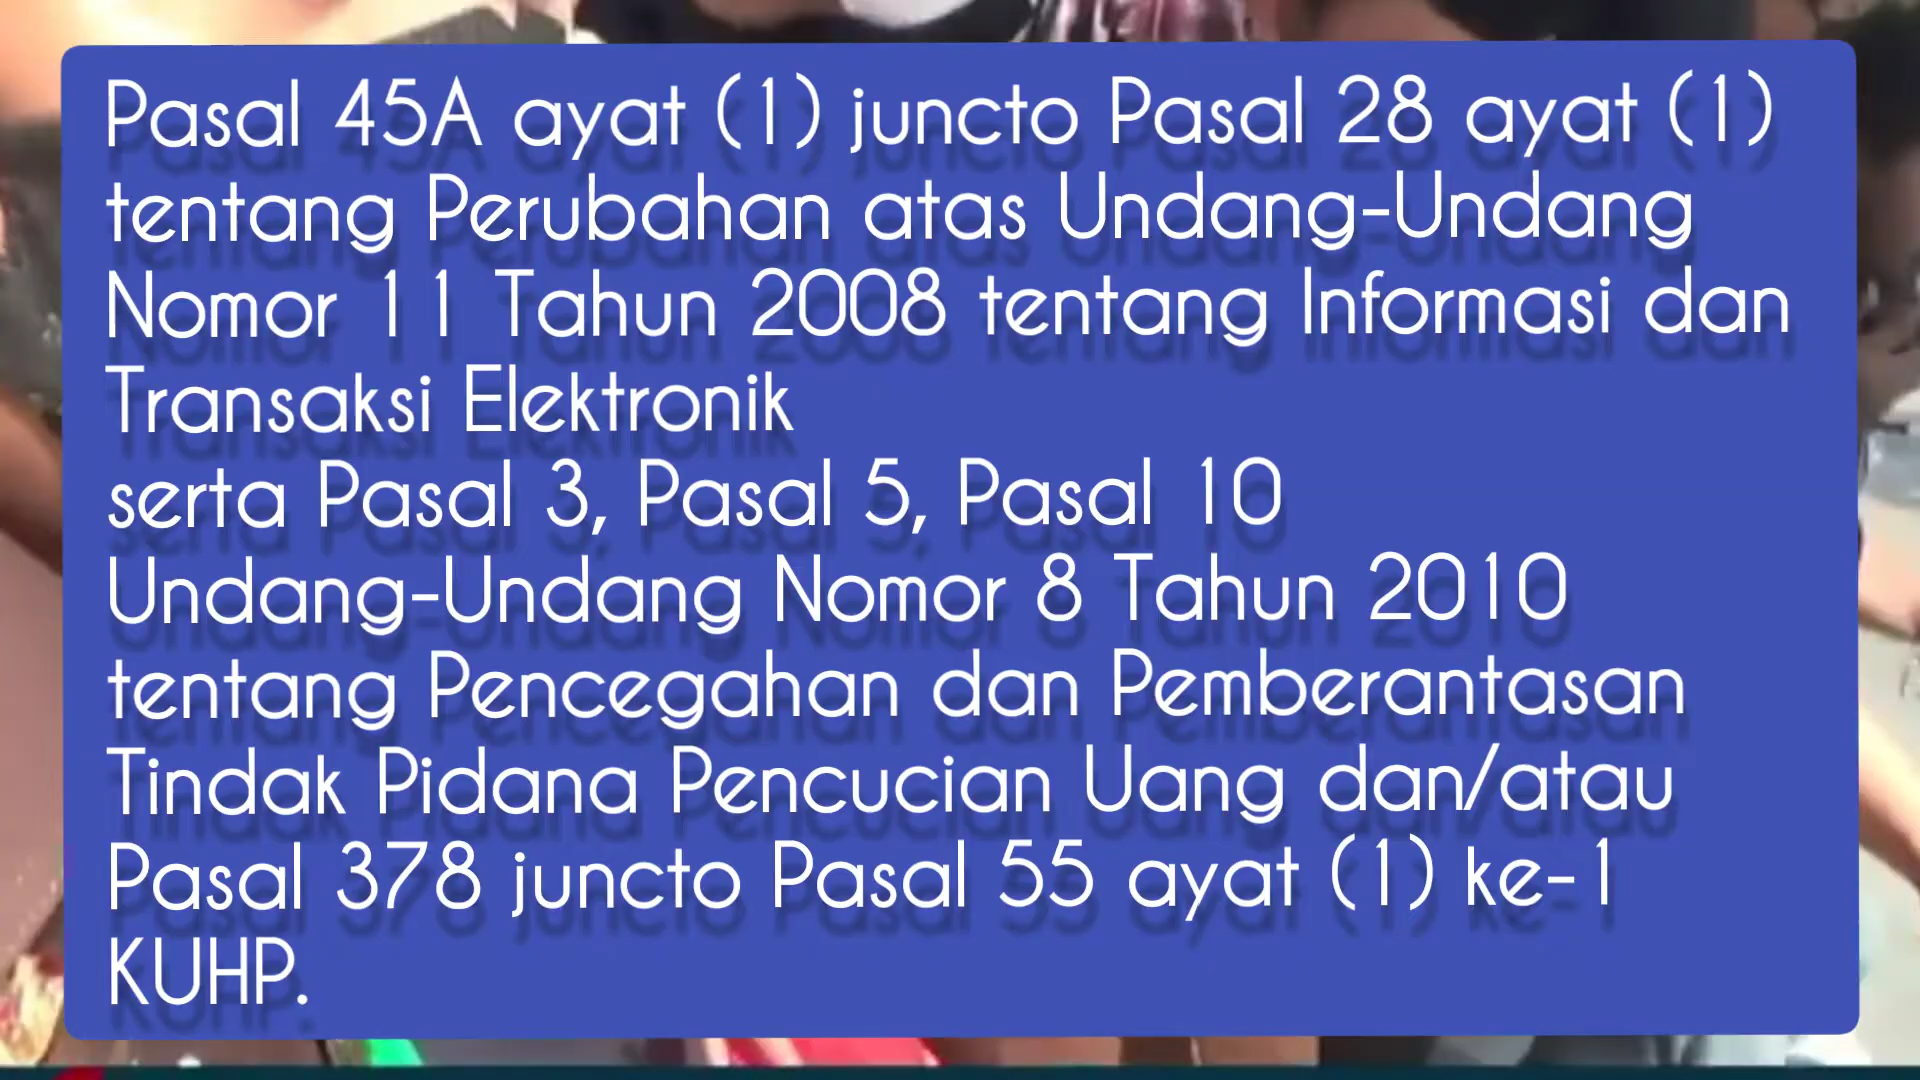 Pasal 45A ayat (1) juncto Pasal 28 ayat (1)
tentang Perubahan atas Undang-Undang
Nomor 11 Tahun 2008 tentang Informasi dan
Transaksi Elektronik
serta Pasal 3, Pasal 5, Pasal 10
Undang-Undang Nomor 8 Tahun 2010
tentang Pencegahan dan Pemberantasan
Tindak Pidana Pencucian Uang dan/atau
Pasal 378 juncto Pasal 55 ayat (1) ke-1
KUHP.